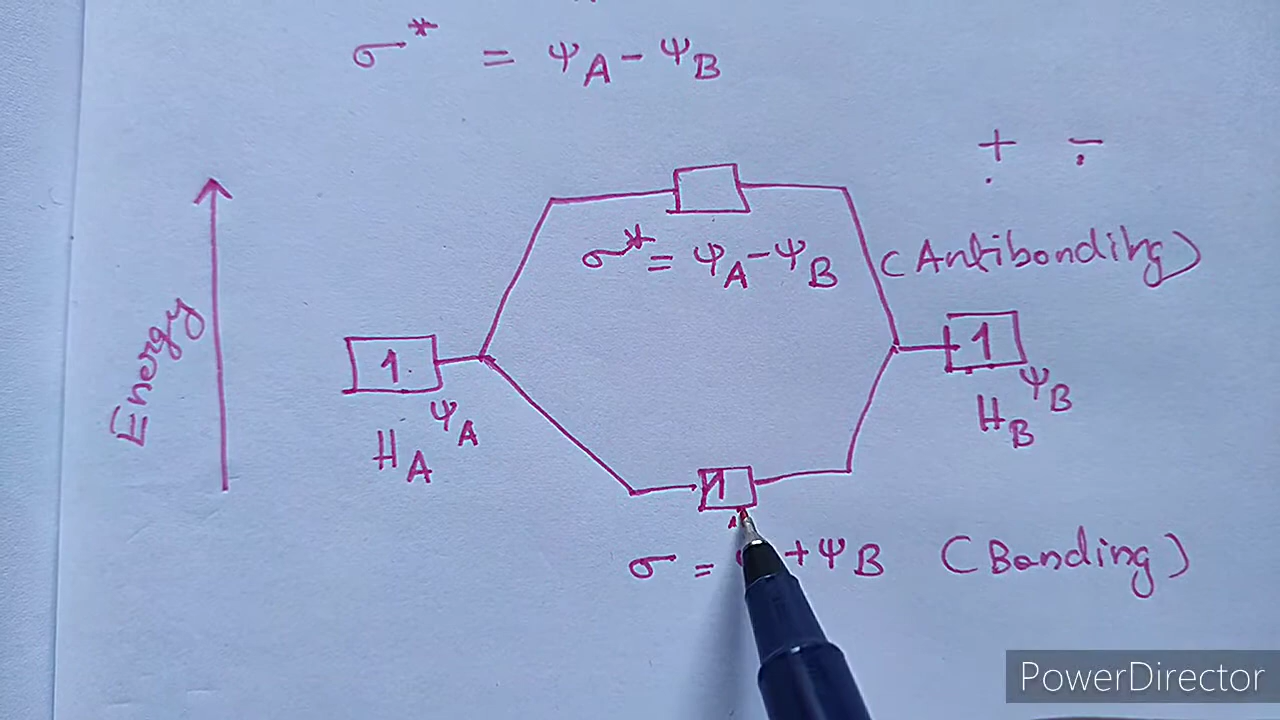 σ* = ψA − ψB
+ −
σ* = ψA − ψB (Antibonding)
Energy
1 1
ψA ψB
HA HB
1
σ = + ψB (Bonding)
PowerDirector